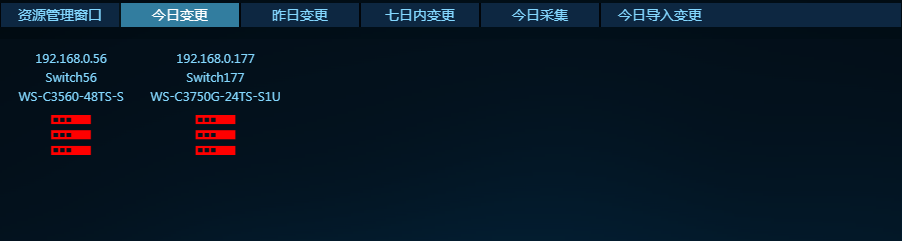 资源管理窗口 今日变更 昨日变更 七日内变更 今日采集 今日导入变更
192.168.0.56 192.168.0.177
Switch56 Switch177
WS-C3560-48TS-S WS-C3750G-24TS-S1U